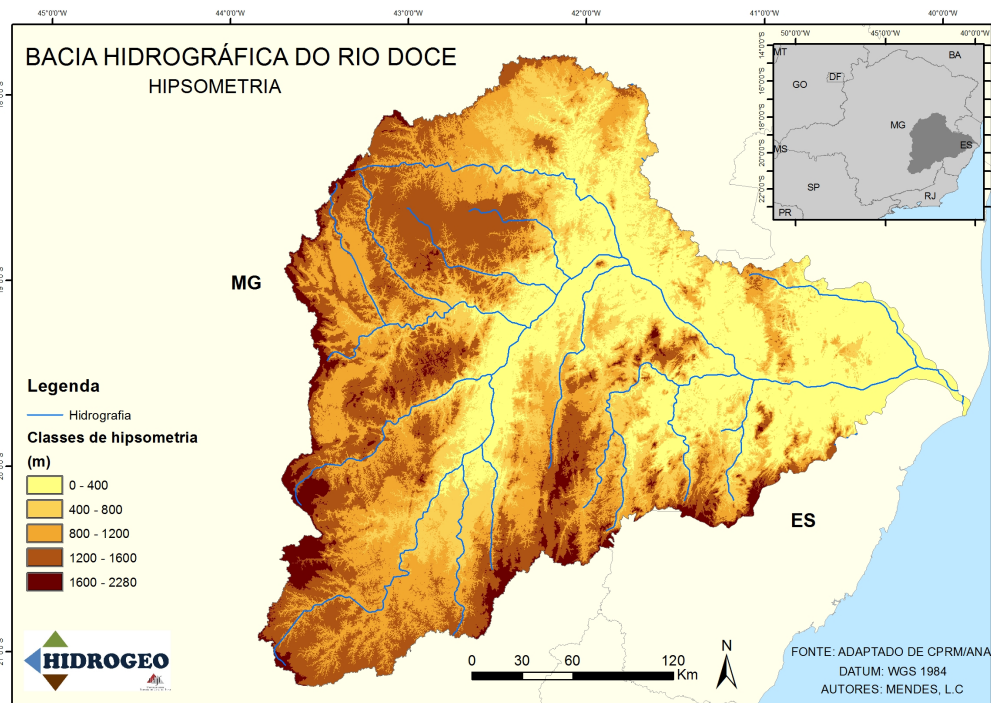 45°0'0"W 44°0'0"W 43°0'0"W 42°0'0"W 41°0'0"W 40°0'0"W
BACIA HIDROGRÁFICA DO RIO DOCE
HIPSOMETRIA
50°0'0"W 45°0'0"W 40°0'0"W
MT
BA
GO
DF
MG
ES
MS
SP
RJ
PR
MG
ES
Legenda
Hidrografia
Classes de hipsometria
(m)
0 - 400
400 - 800
800 - 1200
1200 - 1600
1600 - 2280
HIDROGEO
0 30 60 120
Km
N
FONTE: ADAPTADO DE CPRM/ANA
DATUM: WGS 1984
AUTORES: MENDES, L.C